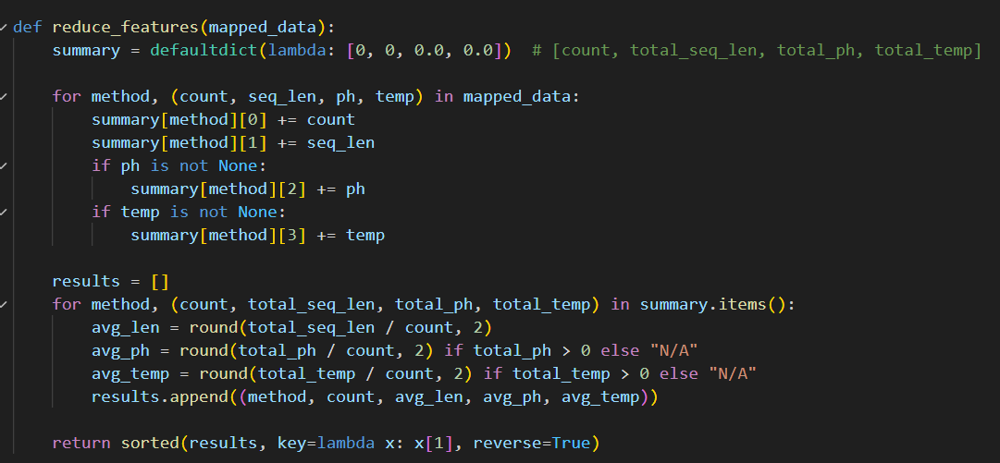 def reduce_features(mapped_data):
    summary = defaultdict(lambda: [0, 0, 0.0, 0.0])  # [count, total_seq_len, total_ph, total_temp]

    for method, (count, seq_len, ph, temp) in mapped_data:
        summary[method][0] += count
        summary[method][1] += seq_len
        if ph is not None:
            summary[method][2] += ph
        if temp is not None:
            summary[method][3] += temp

    results = []
    for method, (count, total_seq_len, total_ph, total_temp) in summary.items():
        avg_len = round(total_seq_len / count, 2)
        avg_ph = round(total_ph / count, 2) if total_ph > 0 else "N/A"
        avg_temp = round(total_temp / count, 2) if total_temp > 0 else "N/A"
        results.append((method, count, avg_len, avg_ph, avg_temp))

    return sorted(results, key=lambda x: x[1], reverse=True)